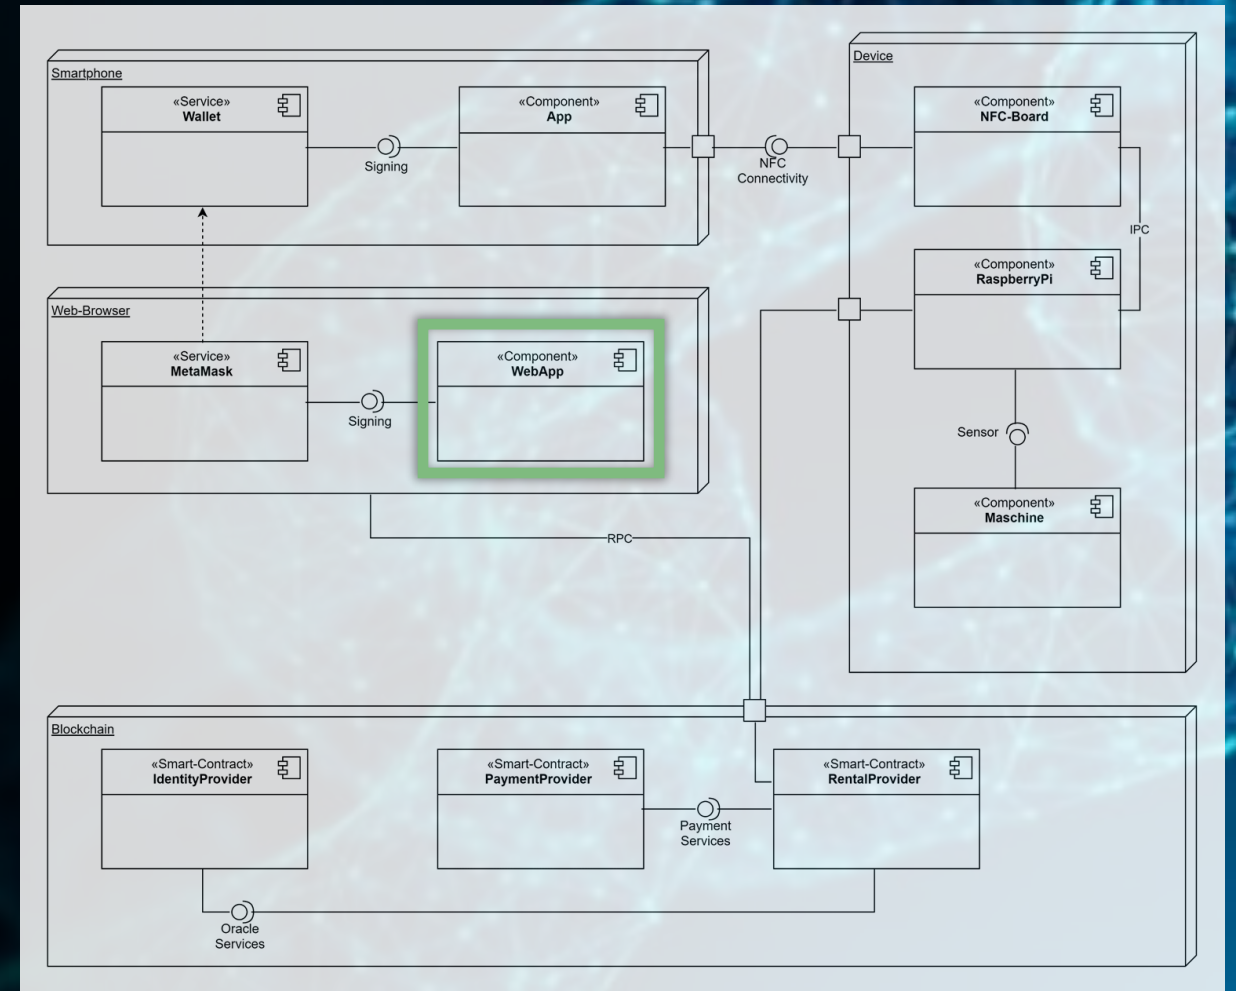 Smartphone
«Service»
Wallet
Signing
«Component»
App
NFC
Connectivity
Device
«Component»
NFC-Board
IPC
«Component»
RaspberryPi
Sensor
«Component»
Maschine
Web-Browser
«Service»
MetaMask
Signing
«Component»
WebApp
RPC
Blockchain
«Smart-Contract»
IdentityProvider
«Smart-Contract»
PaymentProvider
Payment
Services
«Smart-Contract»
RentalProvider
Oracle
Services